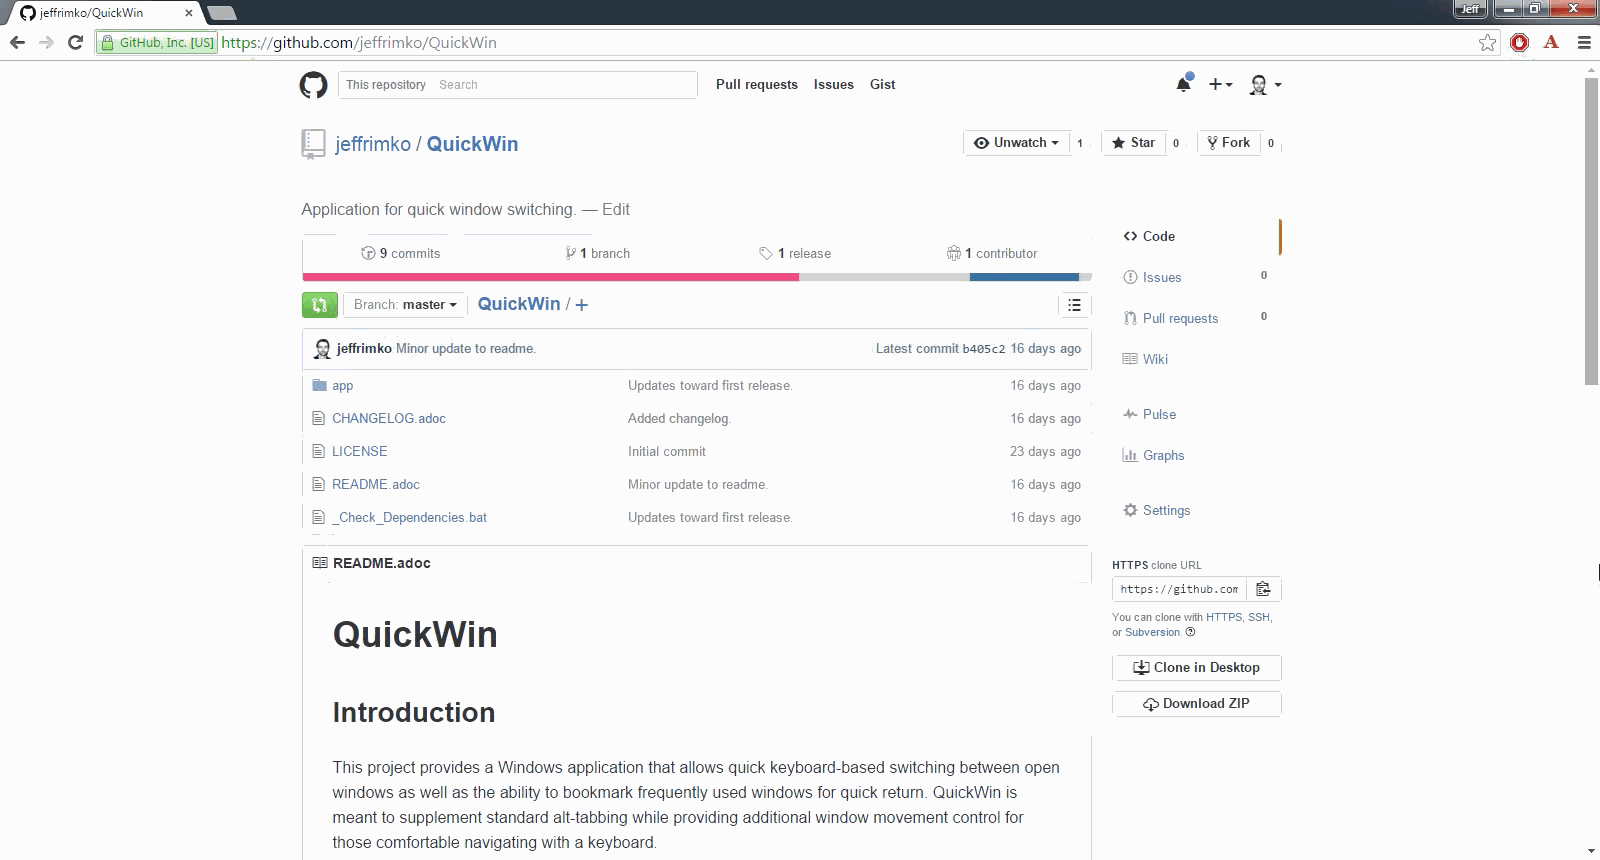 jeffrimko/QuickWin
Jeff
GitHub, Inc. [US] https://github.com/jeffrimko/QuickWin
This repository Search Pull requests Issues Gist
jeffrimko / QuickWin Unwatch 1 Star 0 Fork 0
Application for quick window switching. — Edit
9 commits 1 branch 1 release 1 contributor
Branch: master QuickWin / +
jeffrimko Minor update to readme. Latest commit b405c2 16 days ago
app Updates toward first release. 16 days ago
CHANGELOG.adoc Added changelog. 16 days ago
LICENSE Initial commit 23 days ago
README.adoc Minor update to readme. 16 days ago
_Check_Dependencies.bat Updates toward first release. 16 days ago
README.adoc
QuickWin
Introduction
This project provides a Windows application that allows quick keyboard-based switching between open
windows as well as the ability to bookmark frequently used windows for quick return. QuickWin is
meant to supplement standard alt-tabbing while providing additional window movement control for
those comfortable navigating with a keyboard.
Code
Issues 0
Pull requests 0
Wiki
Pulse
Graphs
Settings
HTTPS clone URL
https://github.com
You can clone with HTTPS, SSH,
or Subversion.
Clone in Desktop
Download ZIP